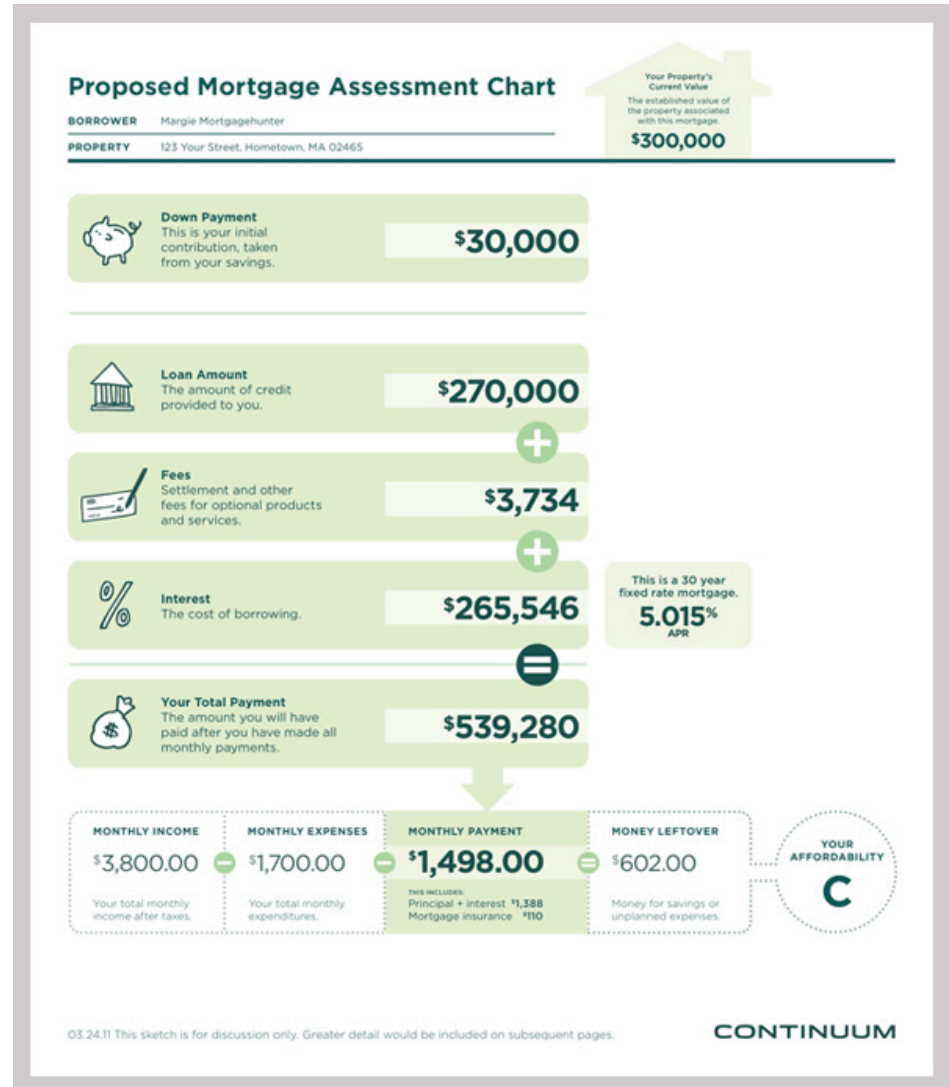 Proposed Mortgage Assessment Chart
BORROWER Margie Mortgagehunter
PROPERTY 123 Your Street, Hometown, MA 02465
Your Property's
Current Value
The established value of
the property associated
with this mortgage.
$300,000
Down Payment
This is your initial
contribution, taken
from your savings.
$30,000
Loan Amount
The amount of credit
provided to you.
$270,000
+
Fees
Settlement and other
fees for optional products
and services.
$3,734
+
%
Interest
The cost of borrowing.
$265,546
This is a 30 year
fixed rate mortgage.
5.015%
APR
=
$
Your Total Payment
The amount you will have
paid after you have made all
monthly payments.
$539,280
MONTHLY INCOME
$3,800.00
Your total monthly
income after taxes.
−
MONTHLY EXPENSES
$1,700.00
Your total monthly
expenditures.
−
MONTHLY PAYMENT
$1,498.00
THIS INCLUDES:
Principal + interest $1,388
Mortgage insurance $110
=
MONEY LEFTOVER
$602.00
Money for savings or
unplanned expenses.
YOUR
AFFORDABILITY
C
03.24.11 This sketch is for discussion only. Greater detail would be included on subsequent pages.
CONTINUUM